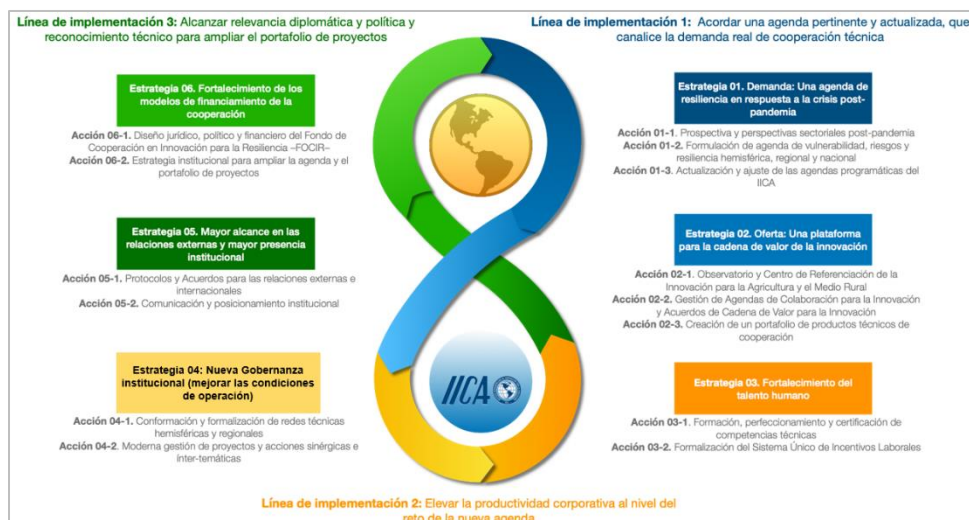 Línea de implementación 3: Alcanzar relevancia diplomática y política y
reconocimiento técnico para ampliar el portafolio de proyectos
Línea de implementación 1: Acordar una agenda pertinente y actualizada, que
canalice la demanda real de cooperación técnica
Estrategia 06. Fortalecimiento de los
modelos de financiamiento de la
cooperación
Acción 06-1. Diseño jurídico, político y financiero del Fondo de
Cooperación en Innovación para la Resiliencia –FOCIR–
Acción 06-2. Estrategia institucional para ampliar la agenda y el
portafolio de proyectos
Estrategia 01. Demanda: Una agenda de
resiliencia en respuesta a la crisis post-
pandemia
Acción 01-1. Prospectiva y perspectivas sectoriales post-pandemia
Acción 01-2. Formulación de agenda de vulnerabilidad, riesgos y
resiliencia hemisférica, regional y nacional
Acción 01-3. Actualización y ajuste de las agendas programáticas del
IICA
Estrategia 05. Mayor alcance en las
relaciones externas y mayor presencia
institucional
Acción 05-1. Protocolos y Acuerdos para las relaciones externas e
internacionales
Acción 05-2. Comunicación y posicionamiento institucional
Estrategia 02. Oferta: Una plataforma
para la cadena de valor de la innovación
Acción 02-1. Observatorio y Centro de Referenciación de la
Innovación para la Agricultura y el Medio Rural
Acción 02-2. Gestión de Agendas de Colaboración para la Innovación
y Acuerdos de Cadena de Valor para la Innovación
Acción 02-3. Creación de un portafolio de productos técnicos de
cooperación
Estrategia 04: Nueva Gobernanza
institucional (mejorar las condiciones
de operación)
Acción 04-1. Conformación y formalización de redes técnicas
hemisféricas y regionales
Acción 04-2. Moderna gestión de proyectos y acciones sinérgicas e
inter-temáticas
IICA
Estrategia 03. Fortalecimiento del
talento humano
Acción 03-1. Formación, perfeccionamiento y certificación de
competencias técnicas
Acción 03-2. Formalización del Sistema Único de Incentivos Laborales
Línea de implementación 2: Elevar la productividad corporativa al nivel del
reto de la nueva agenda